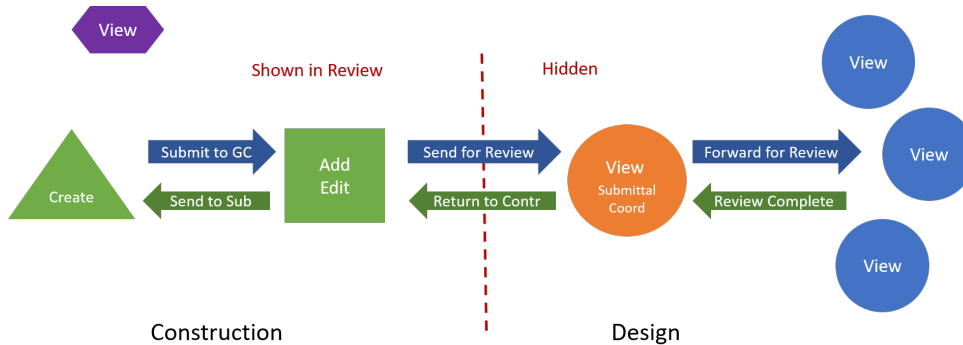 View
Shown in Review
Hidden
View
Create
Submit to GC
Send to Sub
Add
Edit
Send for Review
Return to Contr
View
Submittal
Coord
Forward for Review
Review Complete
View
View
Construction
Design